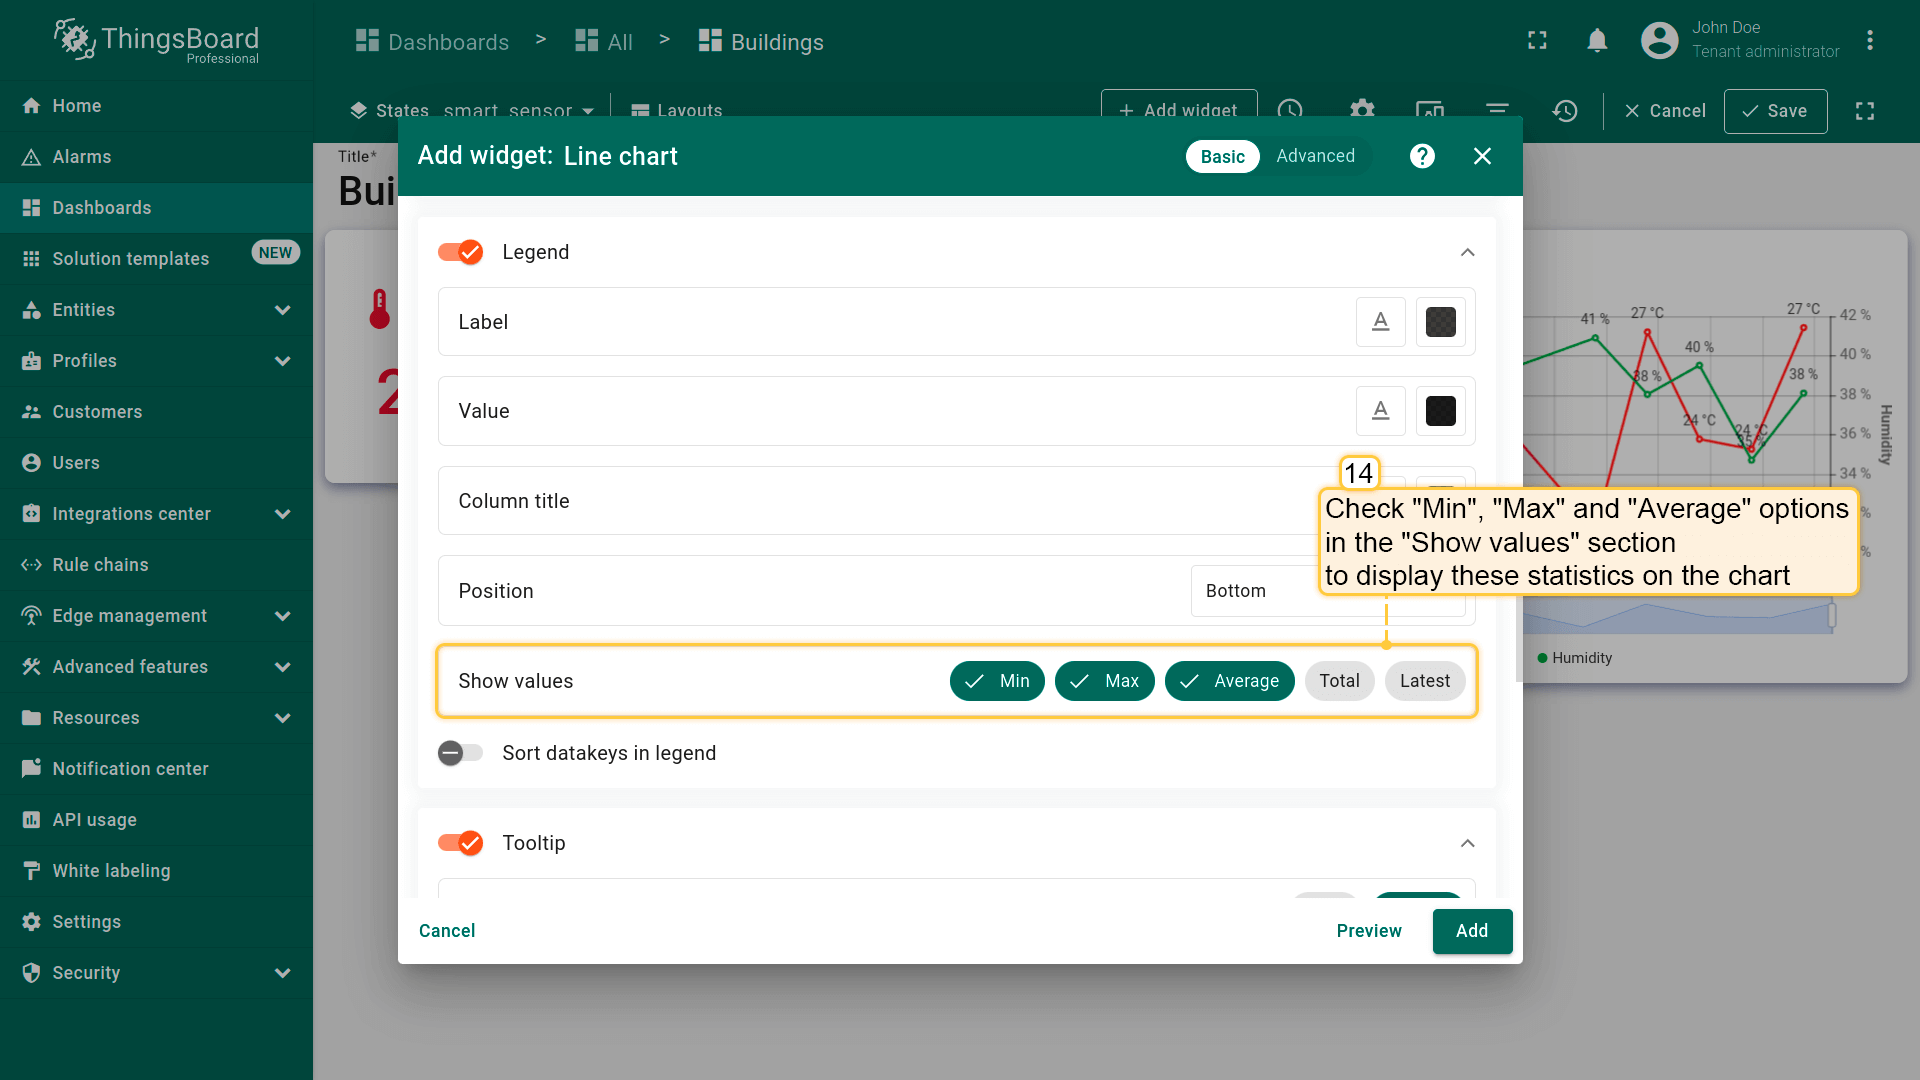 ThingsBoard
Professional
Dashboards > All > Buildings
John Doe
Tenant administrator
Home
Alarms
Dashboards
Solution templates NEW
Entities
Profiles
Customers
Users
Integrations center
Rule chains
Edge management
Advanced features
Resources
Notification center
API usage
White labeling
Settings
Security
States smart_sensor Layouts
Add widget
Cancel
Save
Title*
Bui
2
Add widget: Line chart
Basic Advanced
Legend
Label
Value
Column title
Position Bottom
Show values Min Max Average Total Latest
Sort datakeys in legend
Tooltip
Cancel Preview Add
14
Check "Min", "Max" and "Average" options
in the "Show values" section
to display these statistics on the chart
41 %
27 °C
38 %
40 %
24 °C
24 °C
35 %
27 °C
38 %
42 %
40 %
38 %
36 %
34 %
%
%
Humidity
Humidity